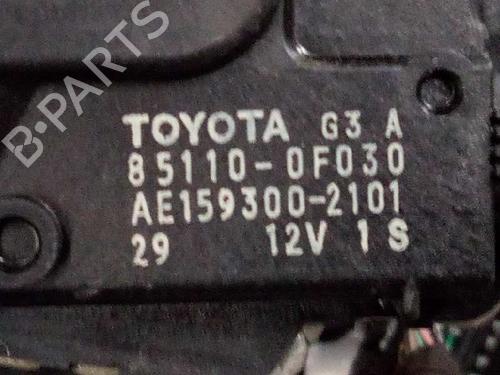 B-PARTS
TOYOTA G3 A
85110-0F030
AE159300-2101
29 12V 1 S